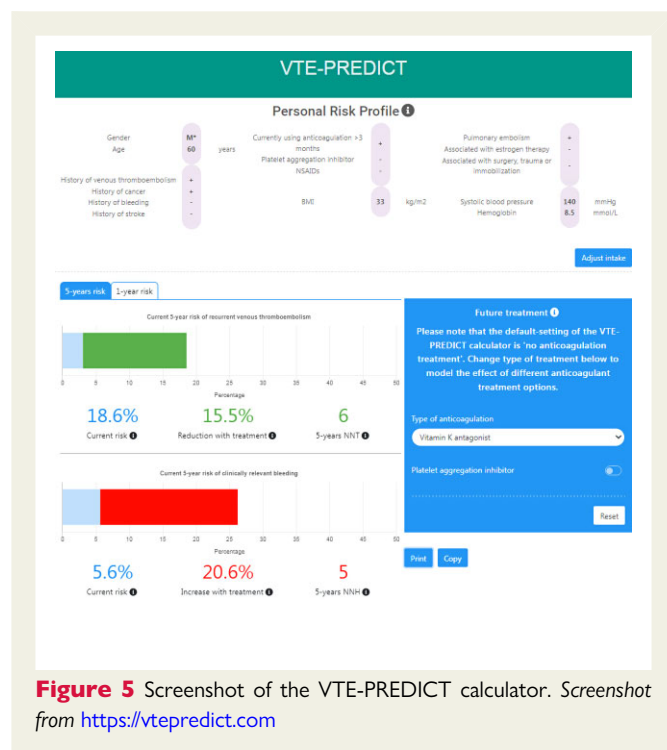 VTE-PREDICT
Personal Risk Profile
Gender M*
Age 60 years
History of venous thromboembolism +
History of cancer +
History of bleeding -
History of stroke -
Currently using anticoagulation >3
months +
Platelet aggregation inhibitor -
NSAIDs -
BMI 33 kg/m2
Pulmonary embolism +
Associated with estrogen therapy -
Associated with surgery, trauma or
immobilization -
Systolic blood pressure 140 mmHg
Hemoglobin 8.5 mmol/L
Adjust intake
5-years risk 1-year risk
Current 5-year risk of recurrent venous thromboembolism
0 5 10 15 20 25 30 35 40 45 50
Percentage
18.6% 15.5% 6
Current risk Reduction with treatment 5-years NNT
Current 5-year risk of clinically relevant bleeding
0 5 10 15 20 25 30 35 40 45 50
Percentage
5.6% 20.6% 5
Current risk Increase with treatment 5-years NNH
Future treatment
Please note that the default-setting of the VTE-
PREDICT calculator is 'no anticoagulation
treatment'. Change type of treatment below to
model the effect of different anticoagulant
treatment options.
Type of anticoagulation
Vitamin K antagonist
Platelet aggregation inhibitor
Reset
Print Copy
Figure 5 Screenshot of the VTE-PREDICT calculator. Screenshot
from https://vtepredict.com